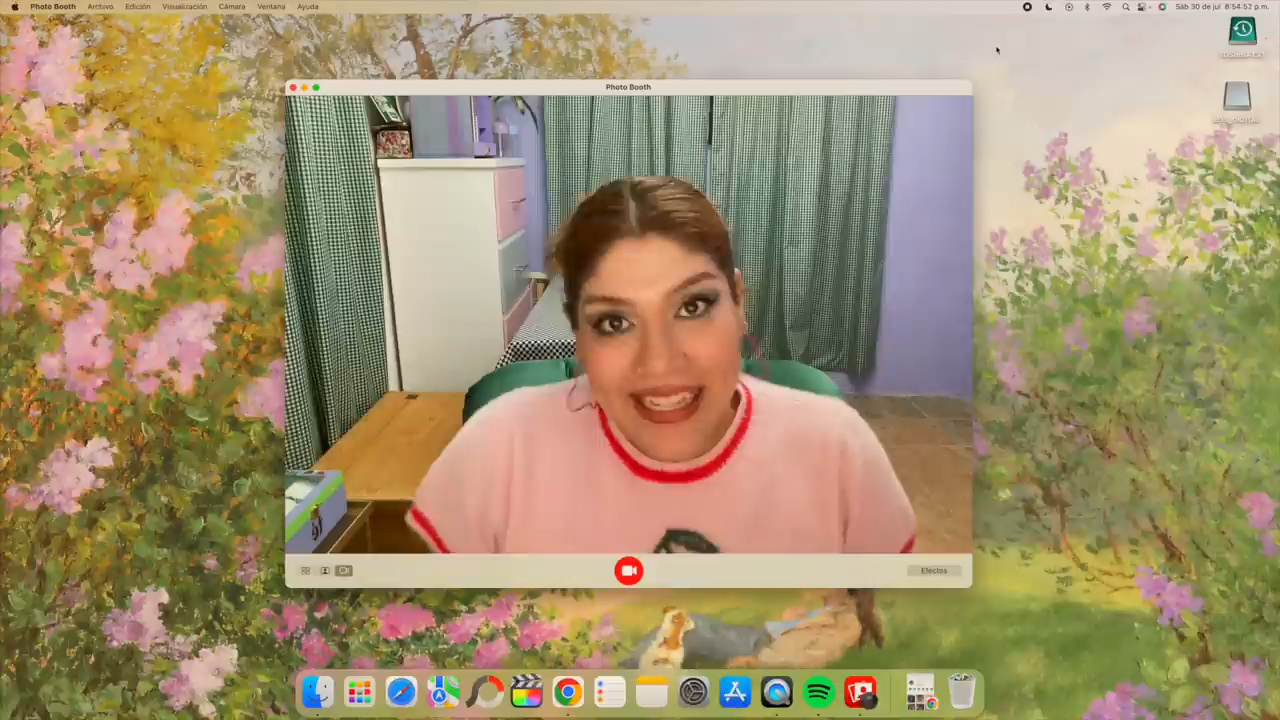 Photo Booth Archivo Edición Visualización Cámara Ventana Ayuda Sáb 30 de jul 8:54:52 p.m.
Photo Booth
Efectos